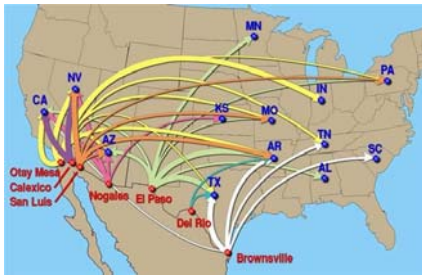 MN
NV
PA
CA
IN
KS
MO
AZ
TN
SC
AR
Otay Mesa
Calexico
San Luis
Nogales
El Paso
TX
AL
Del Rio
Brownsville